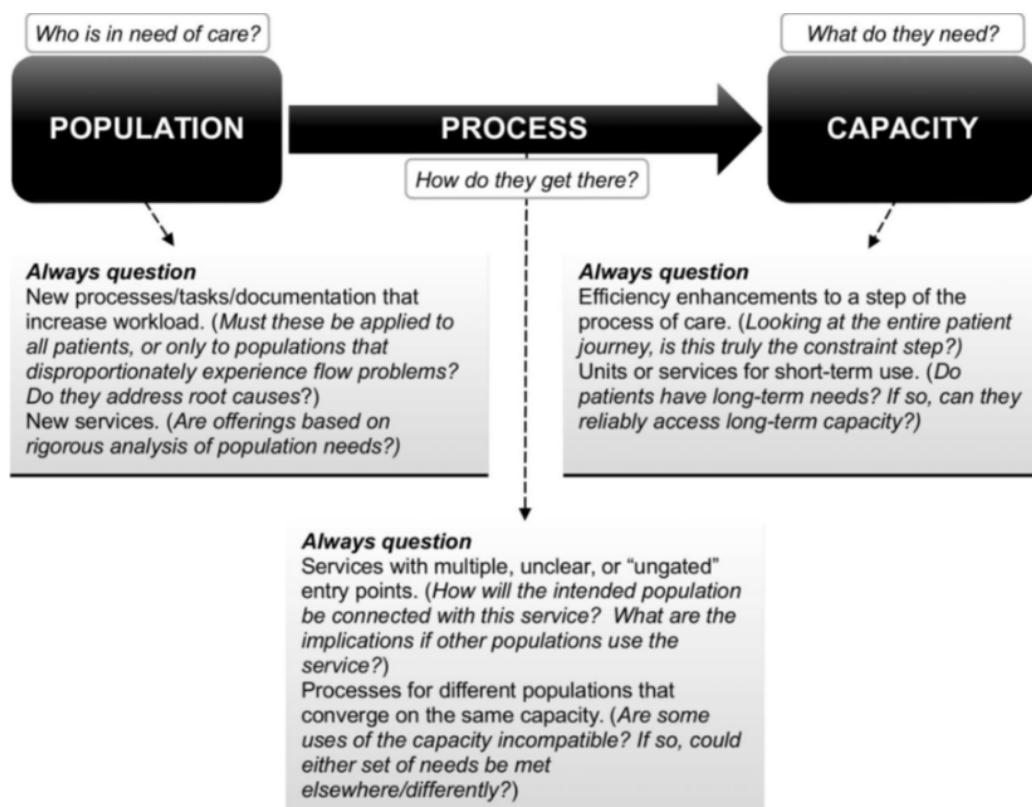 Who is in need of care?
What do they need?
POPULATION
PROCESS
CAPACITY
How do they get there?
Always question
New processes/tasks/documentation that
increase workload. (Must these be applied to
all patients, or only to populations that
disproportionately experience flow problems?
Do they address root causes?)
New services. (Are offerings based on
rigorous analysis of population needs?)
Always question
Efficiency enhancements to a step of the
process of care. (Looking at the entire patient
journey, is this truly the constraint step?)
Units or services for short-term use. (Do
patients have long-term needs? If so, can they
reliably access long-term capacity?)
Always question
Services with multiple, unclear, or “ungated”
entry points. (How will the intended population
be connected with this service?  What are the
implications if other populations use the
service?)
Processes for different populations that
converge on the same capacity. (Are some
uses of the capacity incompatible? If so, could
either set of needs be met
elsewhere/differently?)